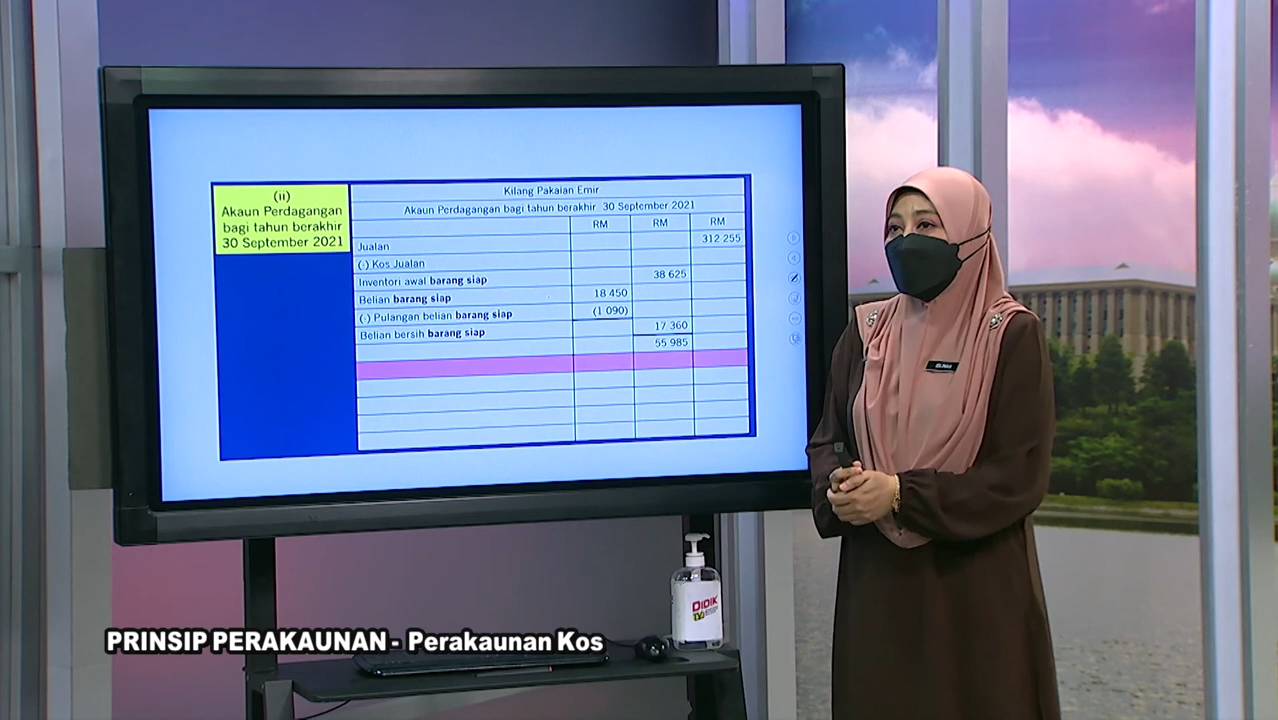 (ii)
Akaun Perdagangan
bagi tahun berakhir
30 September 2021
Kilang Pakaian Emir
Akaun Perdagangan bagi tahun berakhir 30 September 2021
RM RM RM
Jualan 312 255
(-) Kos Jualan
Inventori awal barang siap 38 625
Belian barang siap 18 450
(-) Pulangan belian barang siap (1 090)
Belian bersih barang siap 17 360
55 985
DIDIK
PRINSIP PERAKAUNAN - Perakaunan Kos